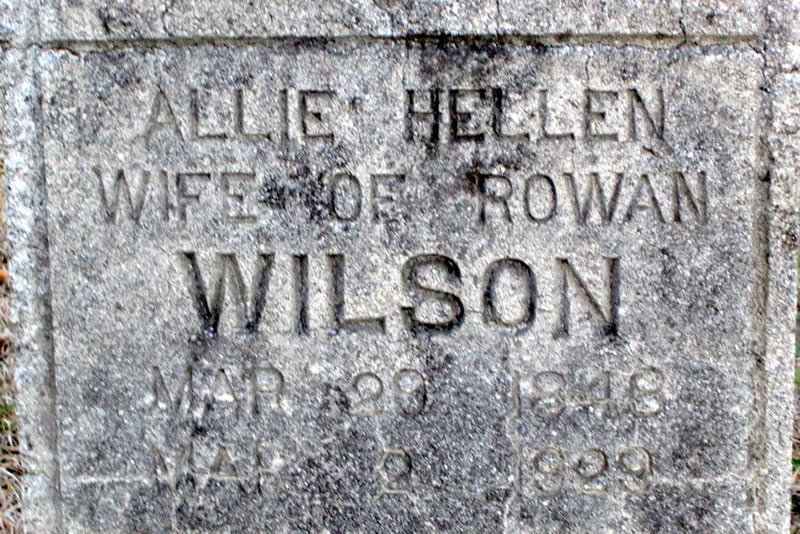 ALLIE HELLEN
WIFE OF ROWAN
WILSON
MAR 29 1848
MAR 2 1929